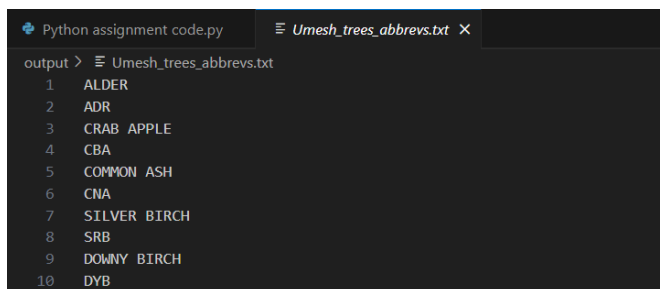 Python assignment code.py Umesh_trees_abbrevs.txt
output > Umesh_trees_abbrevs.txt
1 ALDER
2 ADR
3 CRAB APPLE
4 CBA
5 COMMON ASH
6 CNA
7 SILVER BIRCH
8 SRB
9 DOWNY BIRCH
10 DYB